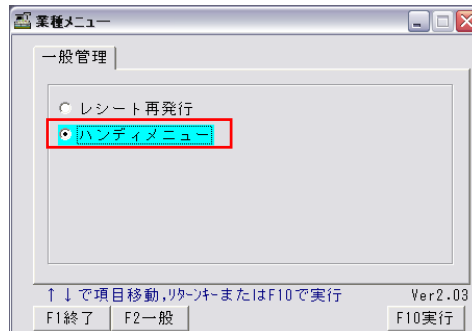 業種ﾒﾆｭｰ
一般管理
レシート再発行
ハンディメニュー
↑↓で項目移動,ﾘﾀｰﾝｷｰまたはF10で実行 Ver2.03
F1終了 F2一般 F10実行